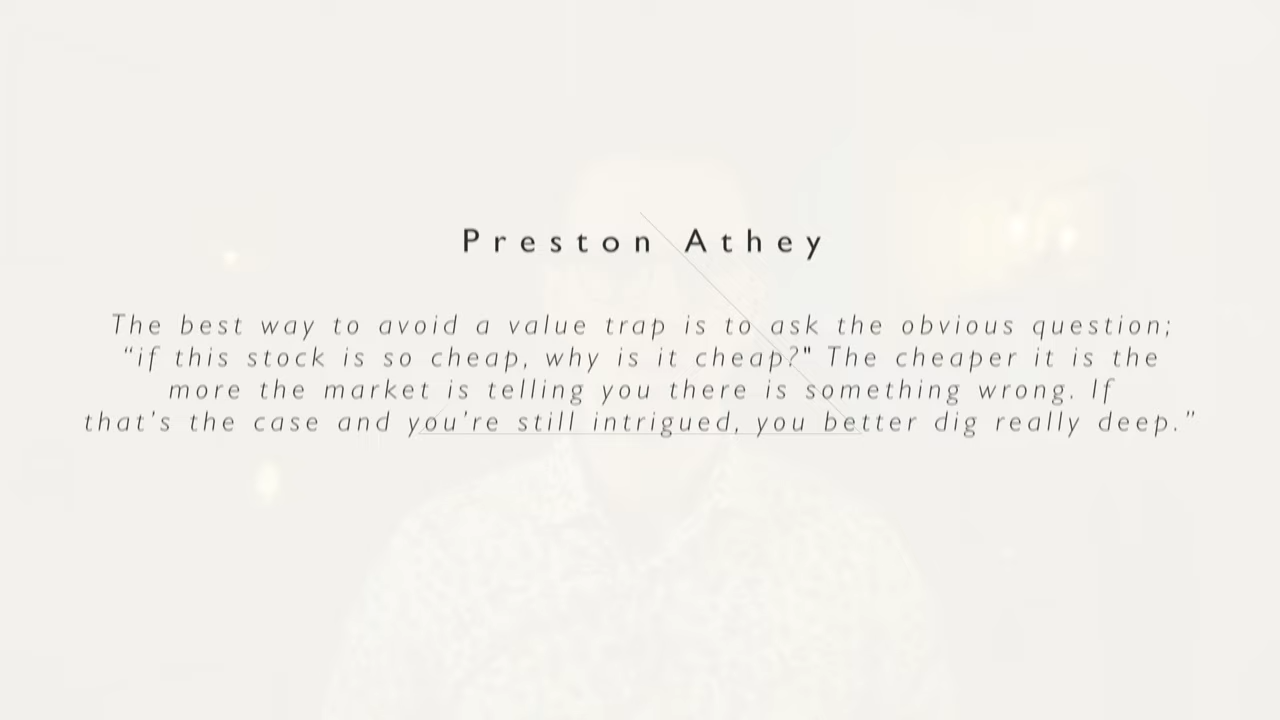 Preston Athey
The best way to avoid a value trap is to ask the obvious question;
“if this stock is so cheap, why is it cheap?" The cheaper it is the
more the market is telling you there is something wrong. If
that's the case and you're still intrigued, you better dig really deep.”